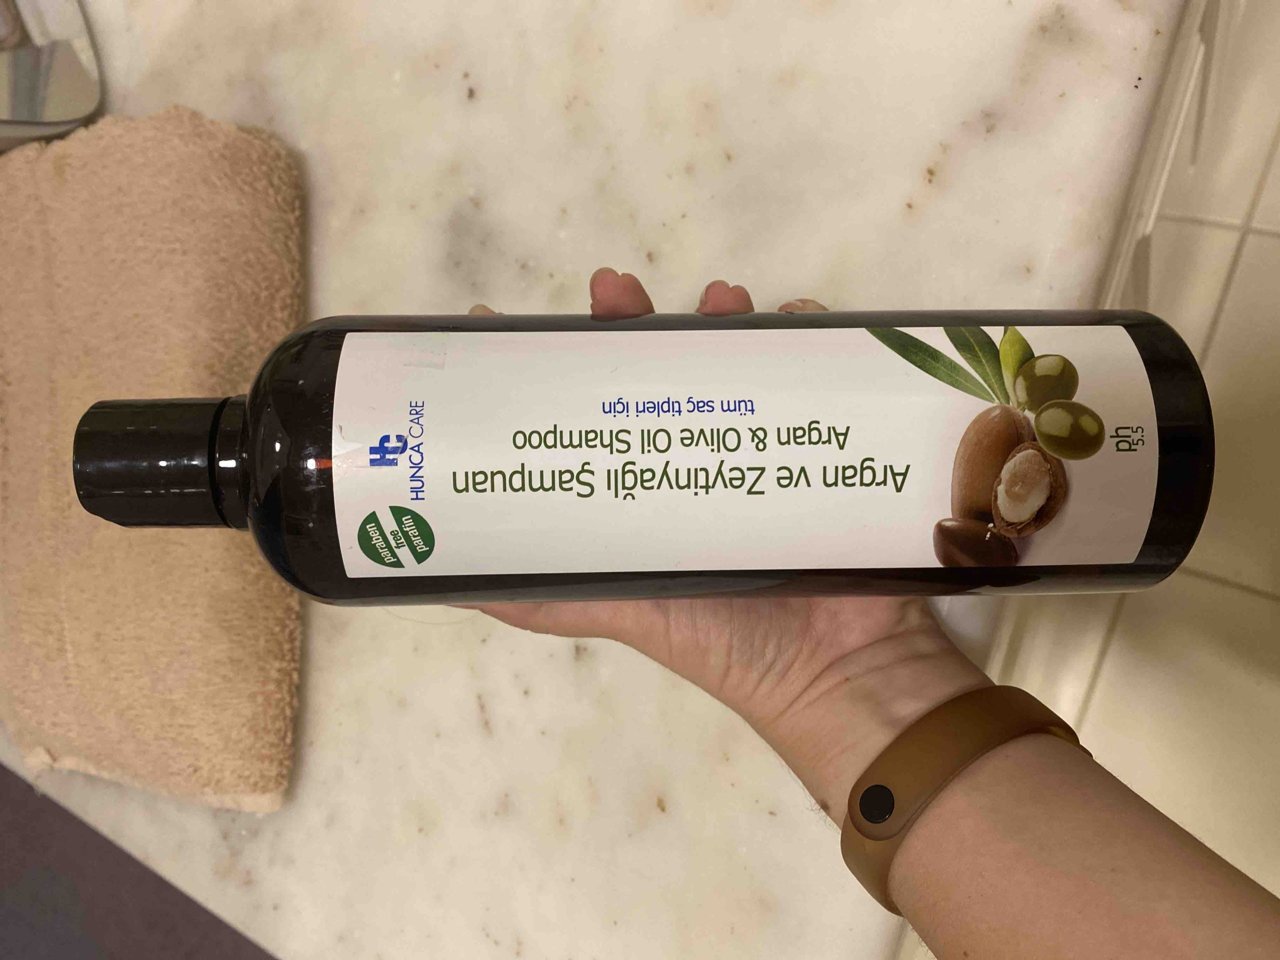 paraben
free
parafin
HC
HUNCA CARE
Argan ve Zeytinyağlı Şampuan
Argan & Olive Oil Shampoo
tüm saç tipleri için
ph
5.5